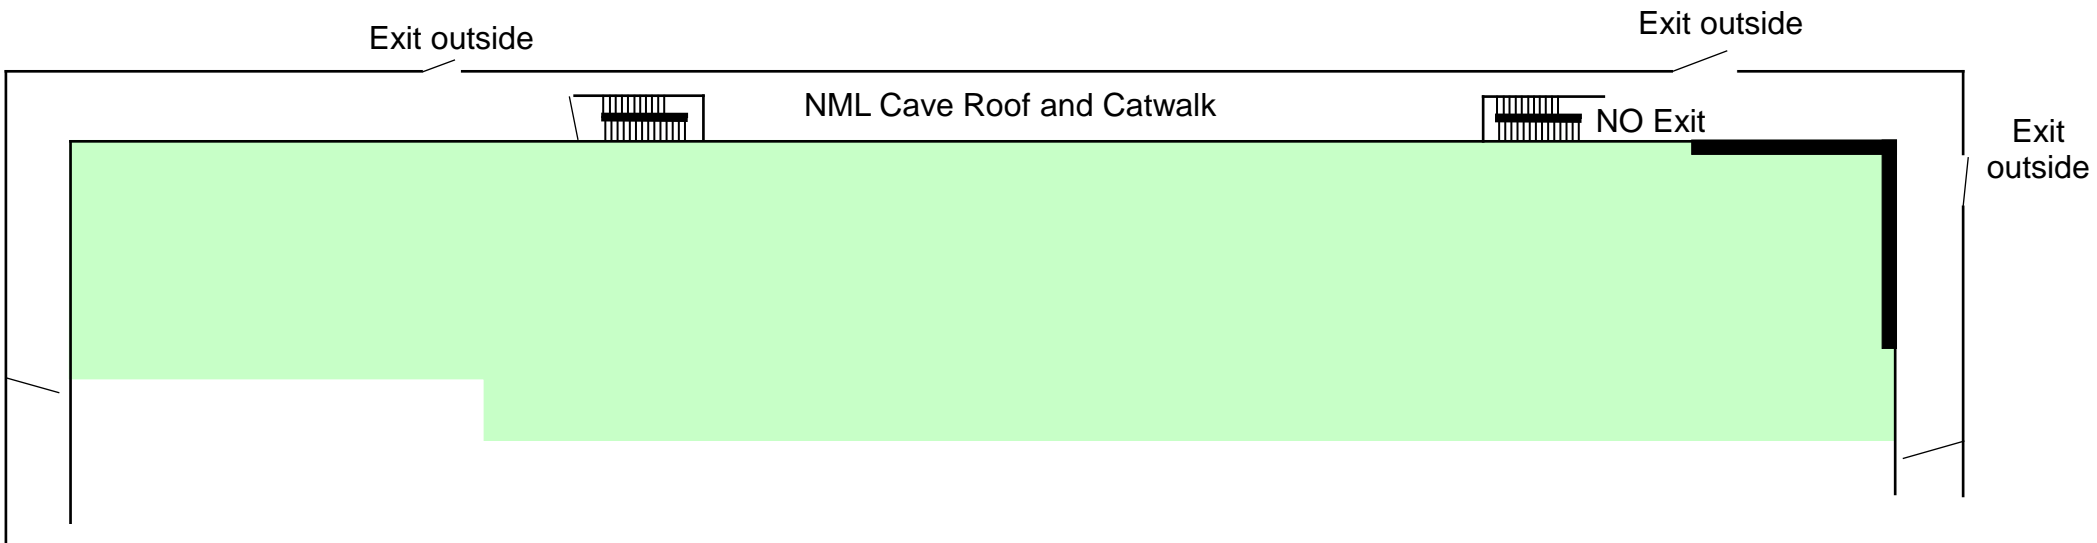 Exit outside
Exit outside
NML Cave Roof and Catwalk
NO Exit
Exit
outside